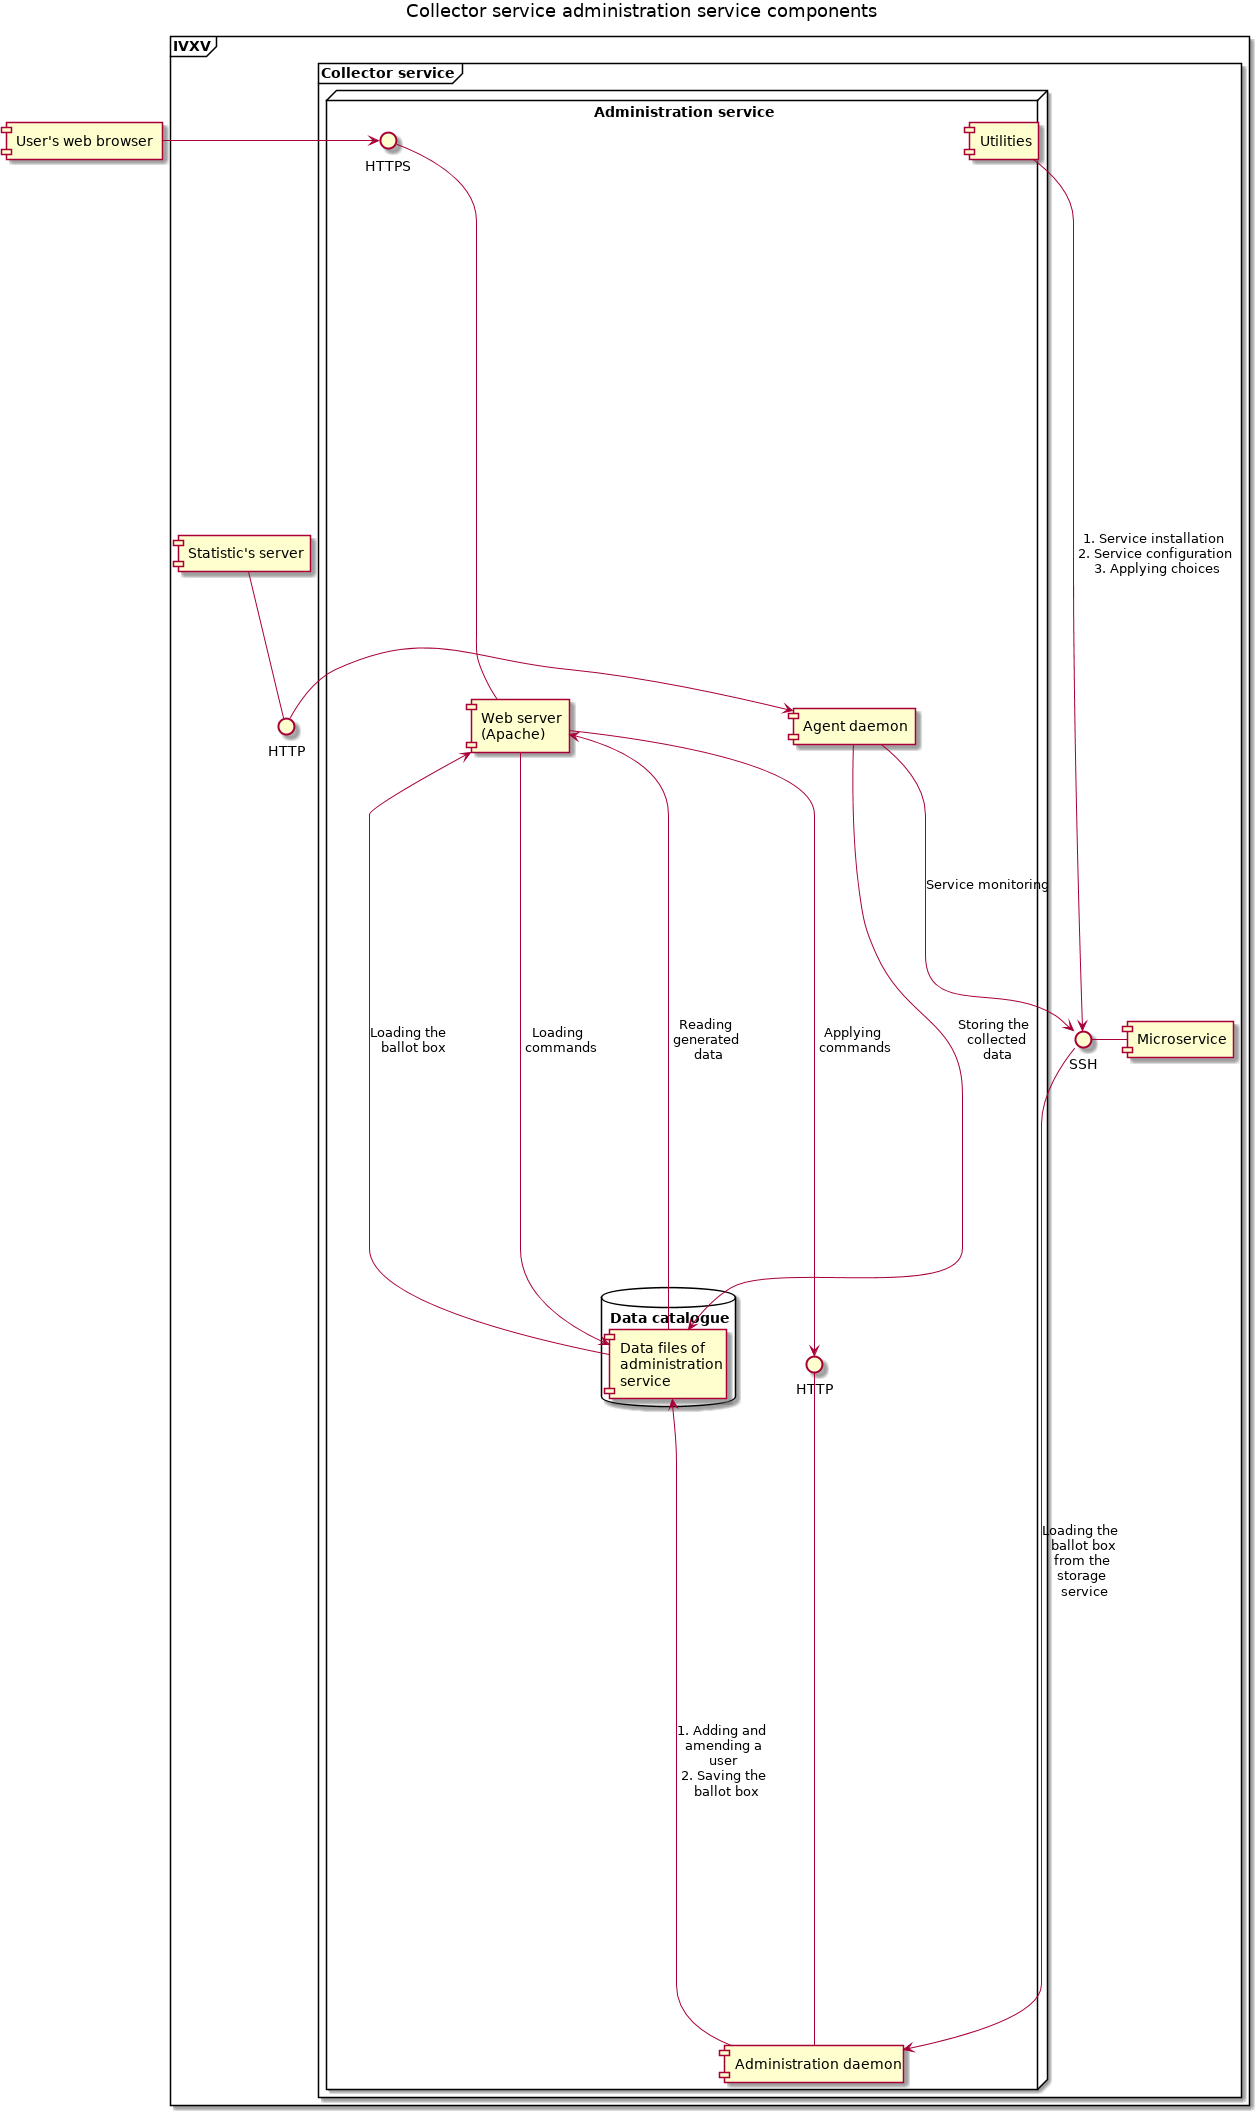 Collector service administration service components
IVXV
Collector service
Administration service
User's web browser
HTTPS
Utilities
Statistic's server
1. Service installation
2. Service configuration
3. Applying choices
HTTP
Web server
(Apache)
Agent daemon
Service monitoring
Loading the
ballot box
Loading
commands
Reading
generated
data
Applying
commands
Storing the
collected
data
SSH
Microservice
Data catalogue
Data files of
administration
service
HTTP
Loading the
ballot box
from the
storage
service
1. Adding and
amending a
user
2. Saving the
ballot box
Administration daemon